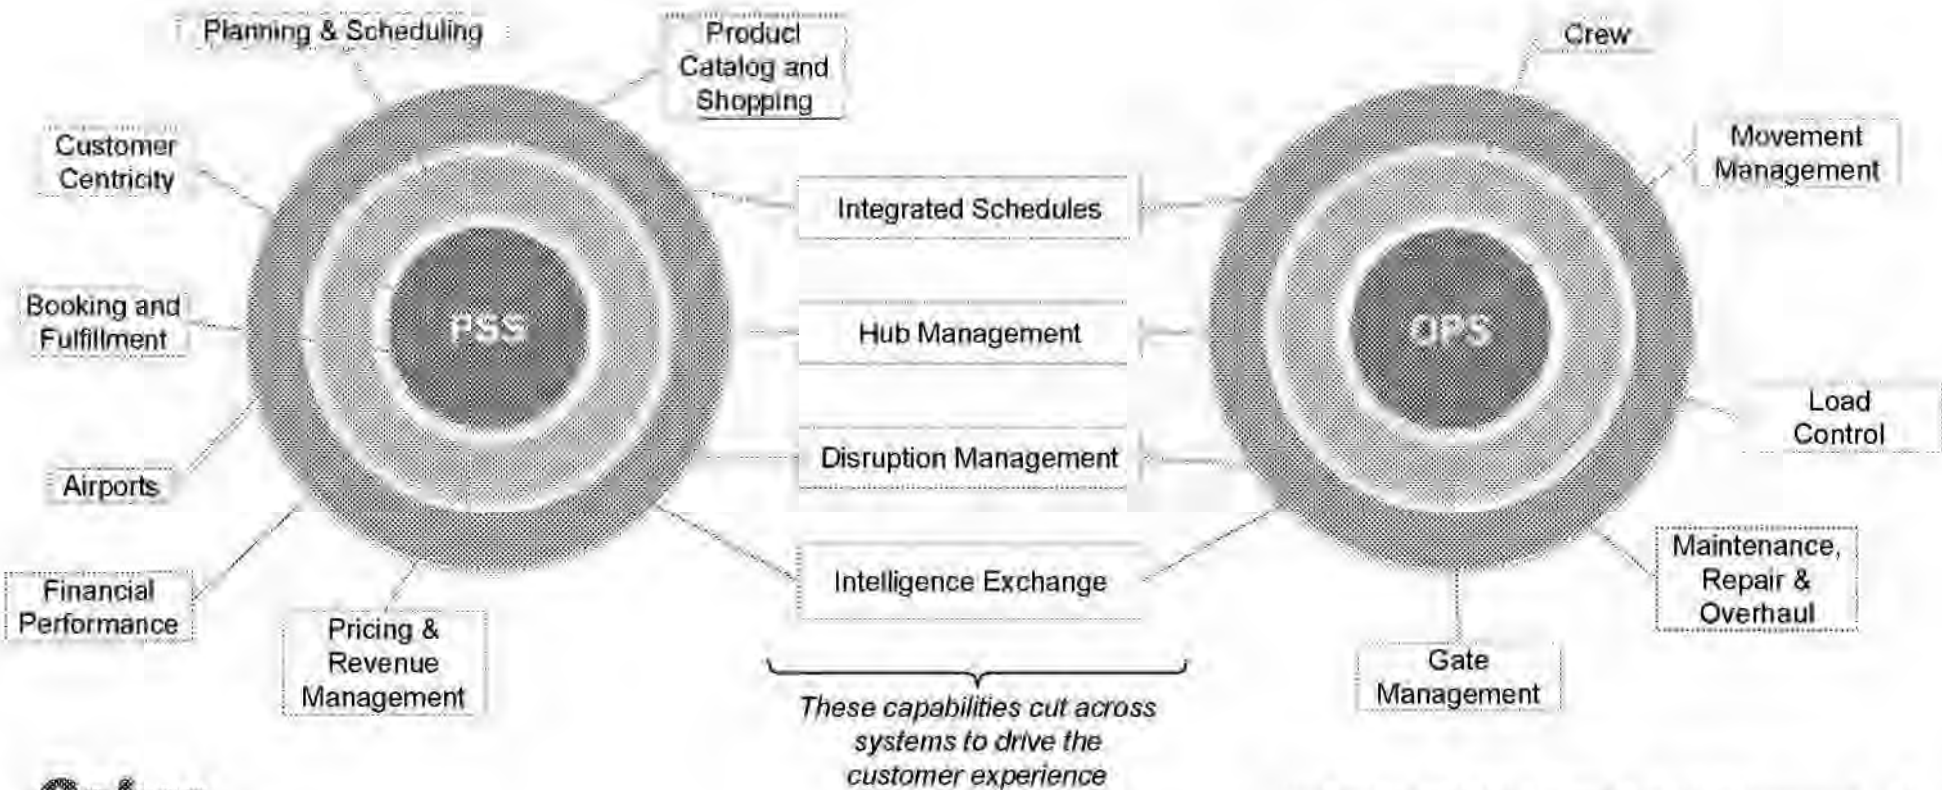 Planning & Scheduling
Product
Catalog and
Shopping
Customer
Centricity
Booking and
Fulfillment
Airports
Financial
Performance
Pricing &
Revenue
Management
PSS
Integrated Schedules
Hub Management
Disruption Management
Intelligence Exchange
These capabilities cut across
systems to drive the
customer experience
OPS
Crew
Movement
Management
Load
Control
Maintenance,
Repair &
Overhaul
Gate
Management